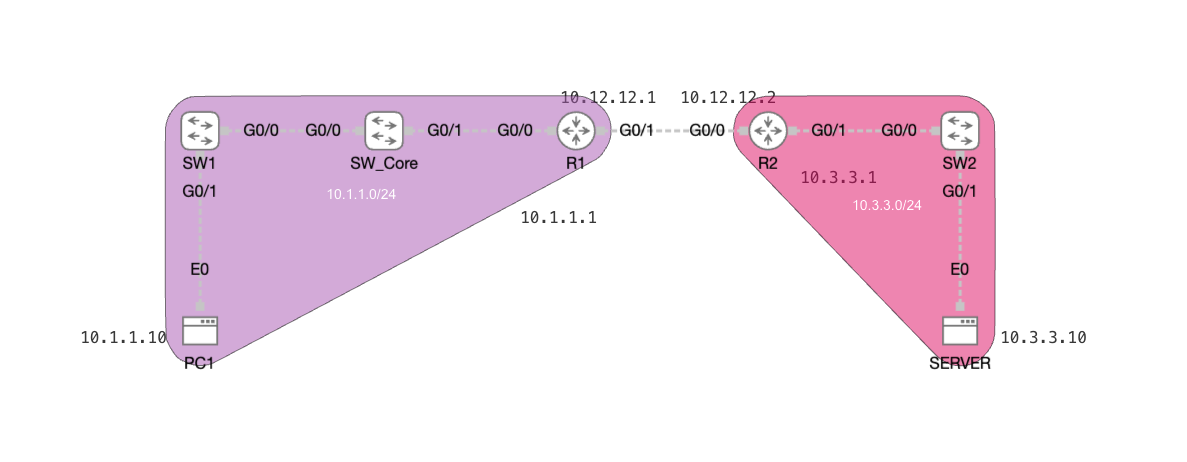 10.12.12.1 10.12.12.2
G0/0 G0/0 G0/1 G0/0 G0/1 G0/0 G0/1 G0/0
SW1 SW_Core R1 R2 SW2
10.3.3.1
G0/1 10.1.1.0/24 G0/1
10.3.3.0/24
10.1.1.1
E0 E0
10.1.1.10 10.3.3.10
PC1 SERVER